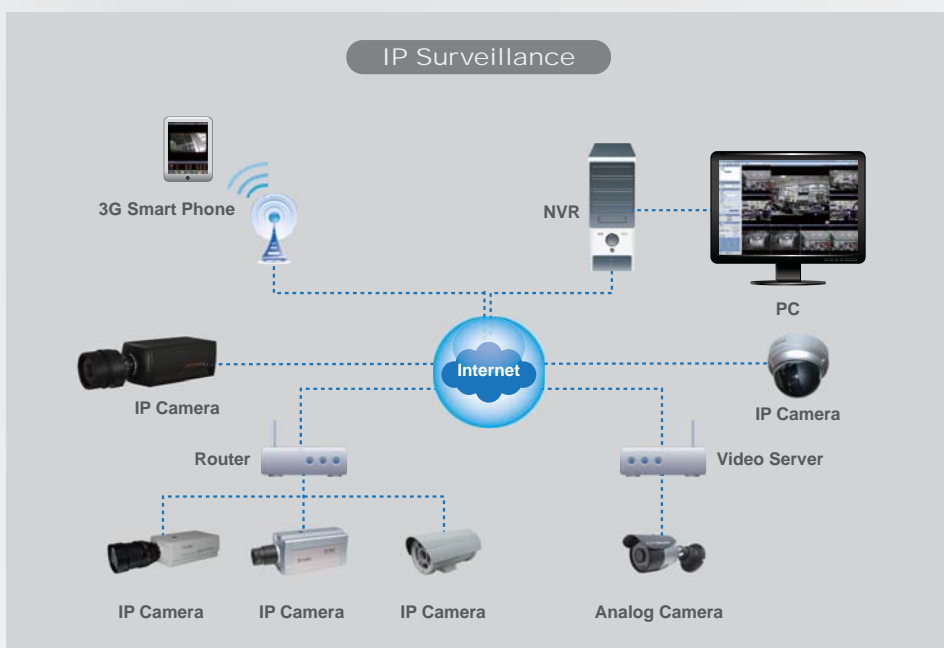 IP Surveillance
3G Smart Phone
NVR
PC
Internet
IP Camera
IP Camera
Router
Video Server
IP Camera
IP Camera
IP Camera
Analog Camera